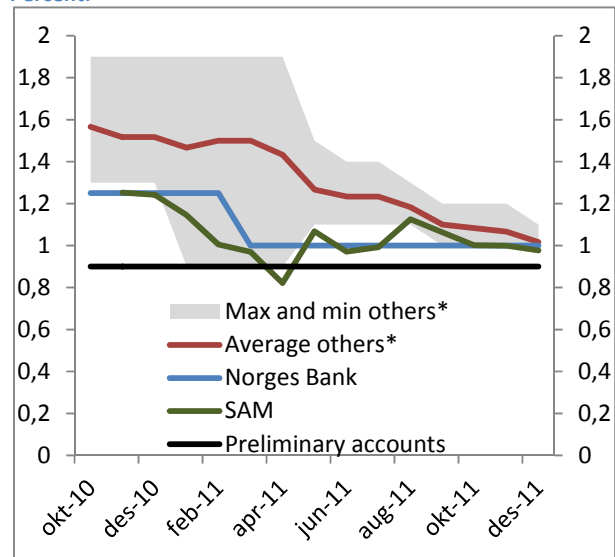 2 2
1,8 1,8
1,6 1,6
1,4 1,4
1,2 1,2
1 1
0,8 0,8
0,6 0,6
0,4 0,4
0,2 0,2
0 0
Max and min others*
Average others*
Norges Bank
SAM
Preliminary accounts
okt-10 des-10 feb-11 apr-11 jun-11 aug-11 okt-11 des-11